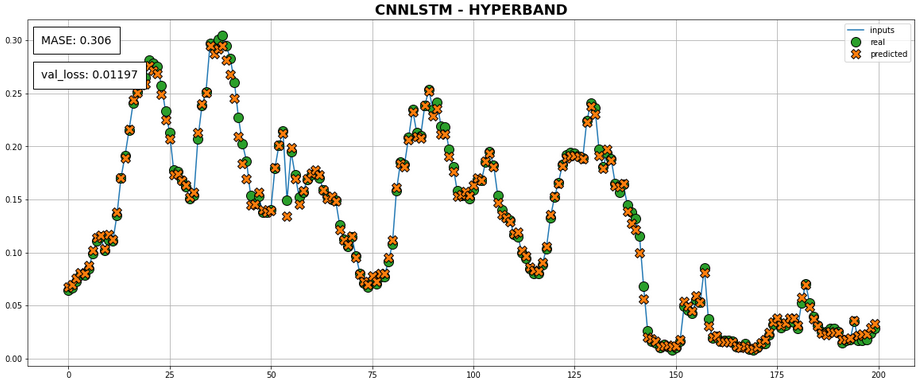 CNNLSTM - HYPERBAND
MASE: 0.306
val_loss: 0.01197
inputs
real
predicted
0.30
0.25
0.20
0.15
0.10
0.05
0.00
0 25 50 75 100 125 150 175 200